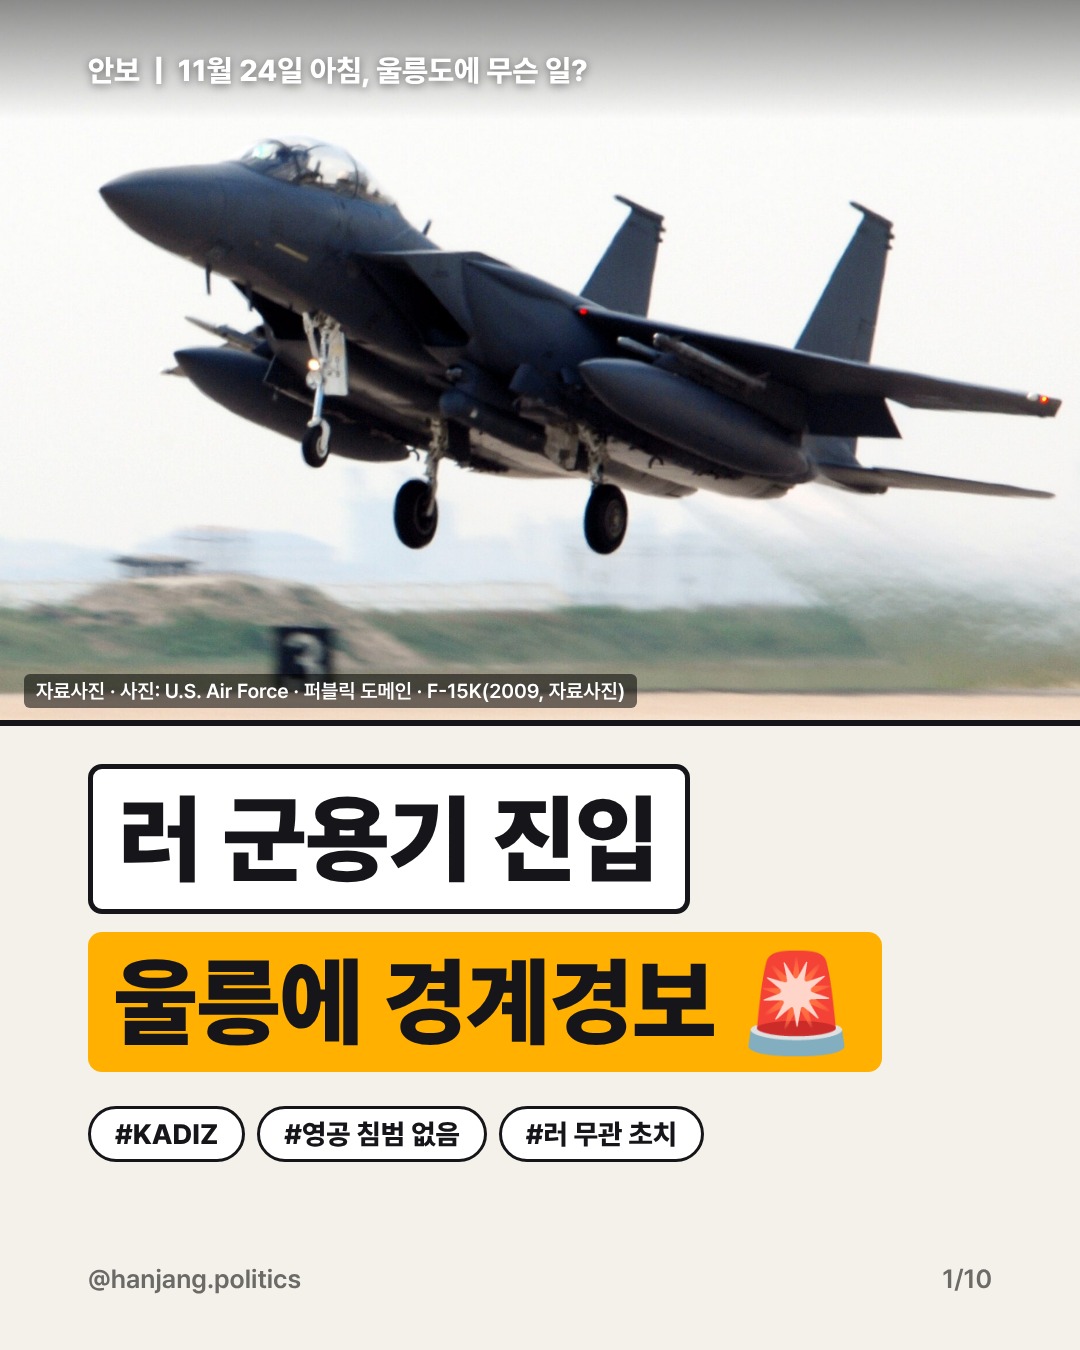 안보 | 11월 24일 아침, 울릉도에 무슨 일?
3
자료사진 · 사진: U.S. Air Force · 퍼블릭 도메인 · F-15K(2009, 자료사진)
러 군용기 진입
울릉에 경계경보 🚨
#KADIZ #영공 침범 없음 #러 무관 초치
@hanjang.politics 1/10